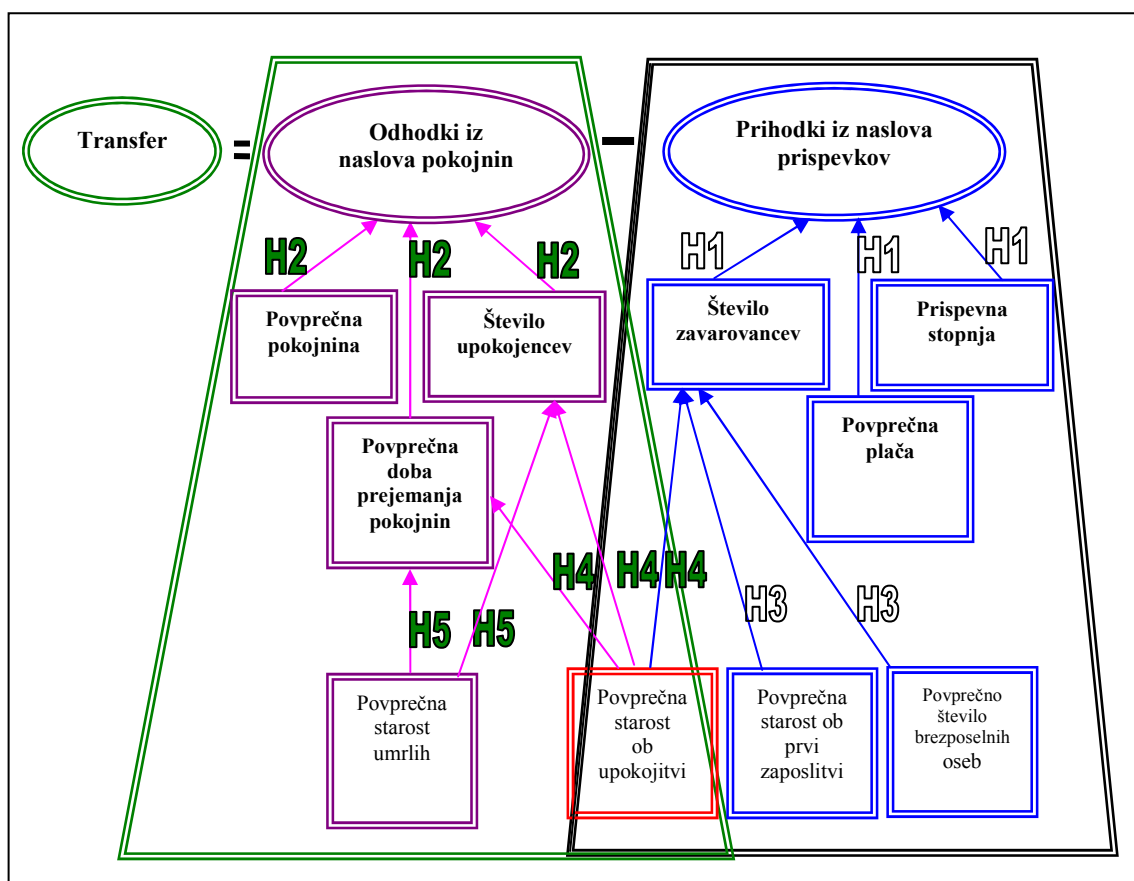 Transfer
=
Odhodki iz
naslova pokojnin
–
Prihodki iz naslova
prispevkov
H2
H2
H2
H1
H1
H1
Povprečna
pokojnina
Število
upokojencev
Število
zavarovancev
Prispevna
stopnja
Povprečna
doba
prejemanja
pokojnin
Povprečna
plača
H4
H4
H4
H5
H5
H3
H3
Povprečna
starost
umrlih
Povprečna
starost
ob
upokojitvi
Povprečna
starost ob
prvi
zaposlitvi
Povprečno
število
brezposelnih
oseb